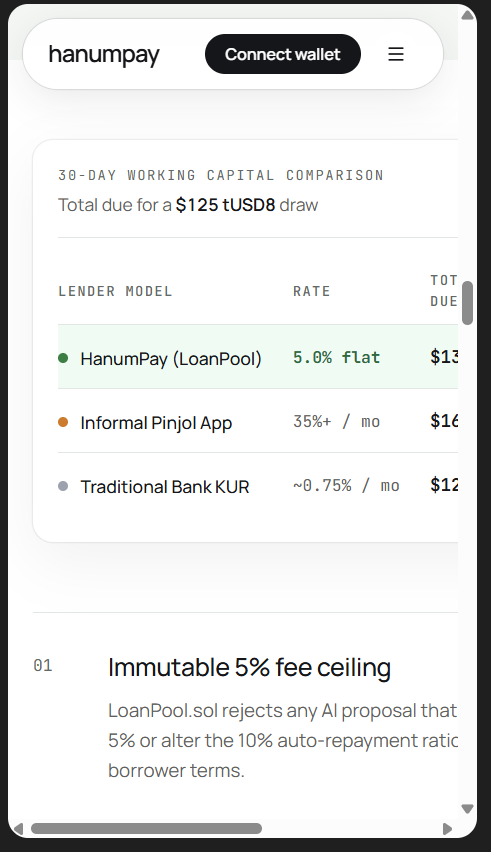 hanumpay
Connect wallet
30-DAY WORKING CAPITAL COMPARISON
Total due for a $125 tUSD8 draw
LENDER MODEL
RATE
TOT
DUE
HanumPay (LoanPool)
5.0% flat
$13
Informal Pinjol App
35%+ / mo
$16
Traditional Bank KUR
~0.75% / mo
$12
01
Immutable 5% fee ceiling
LoanPool.sol rejects any AI proposal that
5% or alter the 10% auto-repayment ratio
borrower terms.